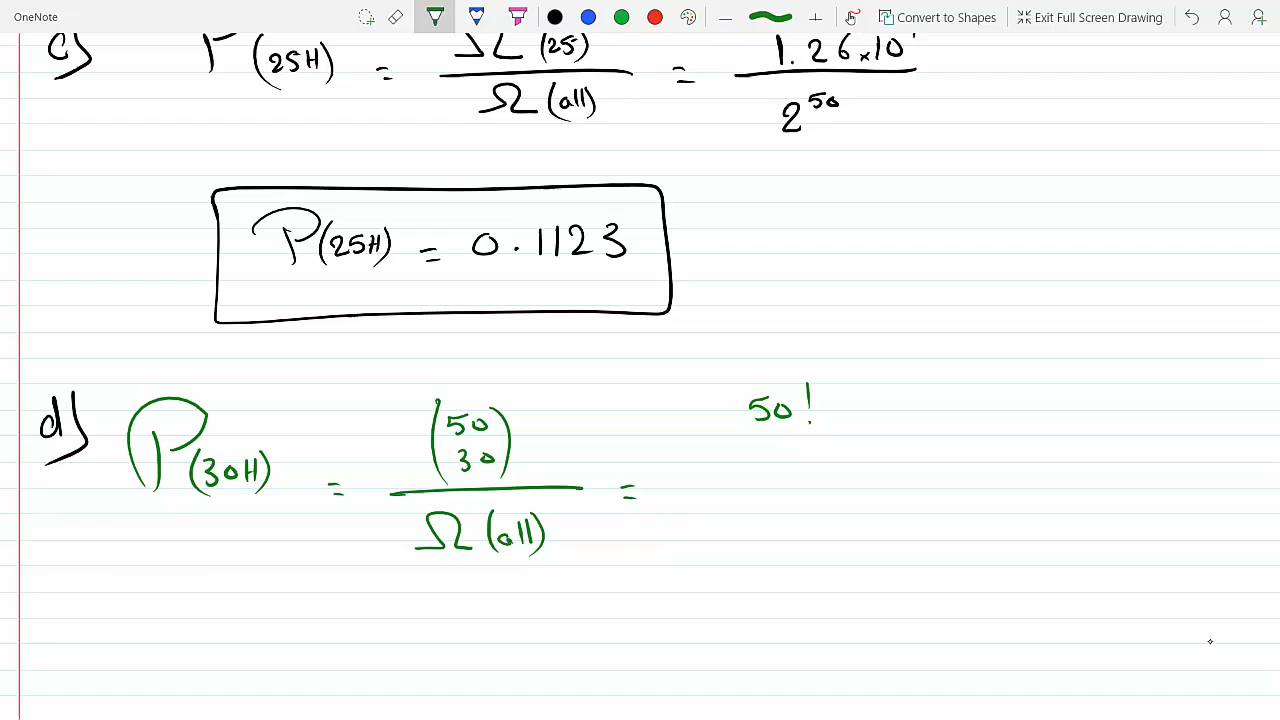 OneNote
Convert to Shapes
Exit Full Screen Drawing
c) P(25H) = Ω(25) / Ω(all) = 1.26×10 / 2^50
P(25H) = 0.1123
d) P(30H) = (50 30) / Ω(all) = 50!